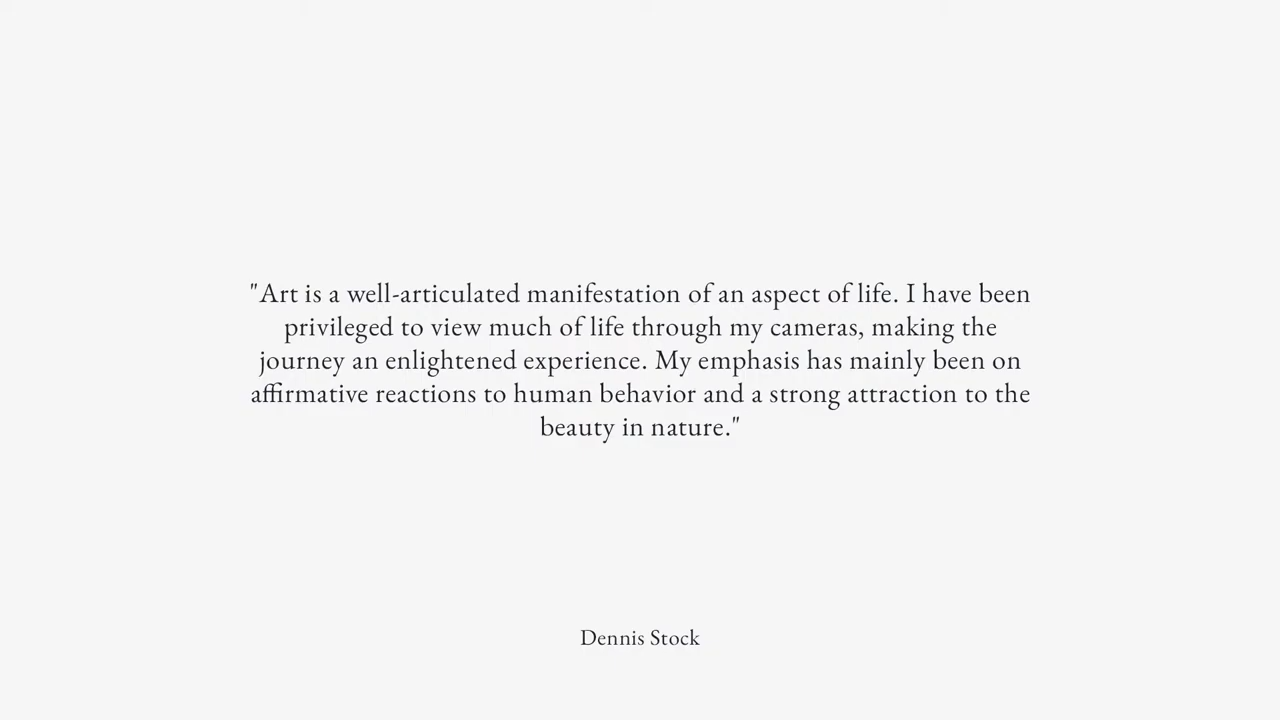 "Art is a well-articulated manifestation of an aspect of life. I have been
privileged to view much of life through my cameras, making the
journey an enlightened experience. My emphasis has mainly been on
affirmative reactions to human behavior and a strong attraction to the
beauty in nature."
Dennis Stock